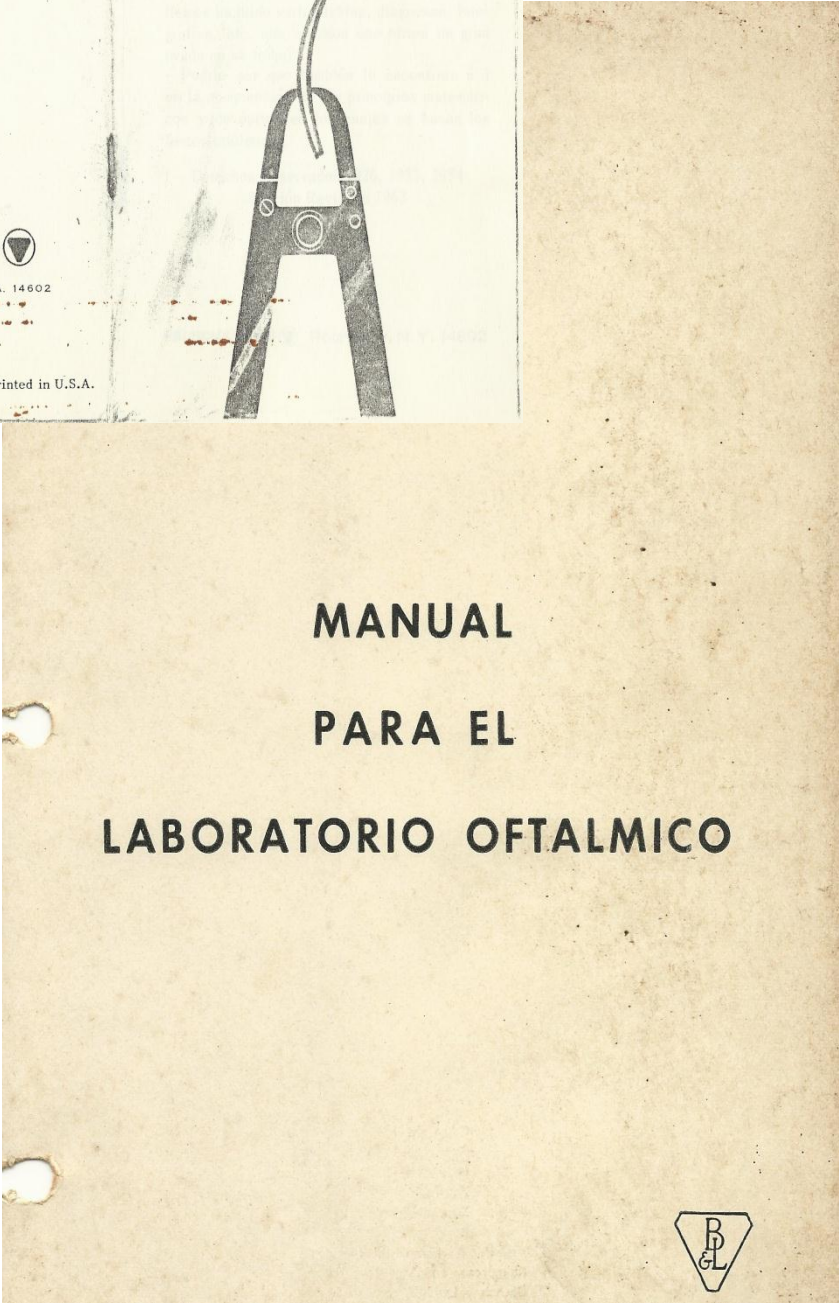 A. 14602
rinted in U.S.A.
MANUAL
PARA EL
LABORATORIO OFTALMICO
B
&L